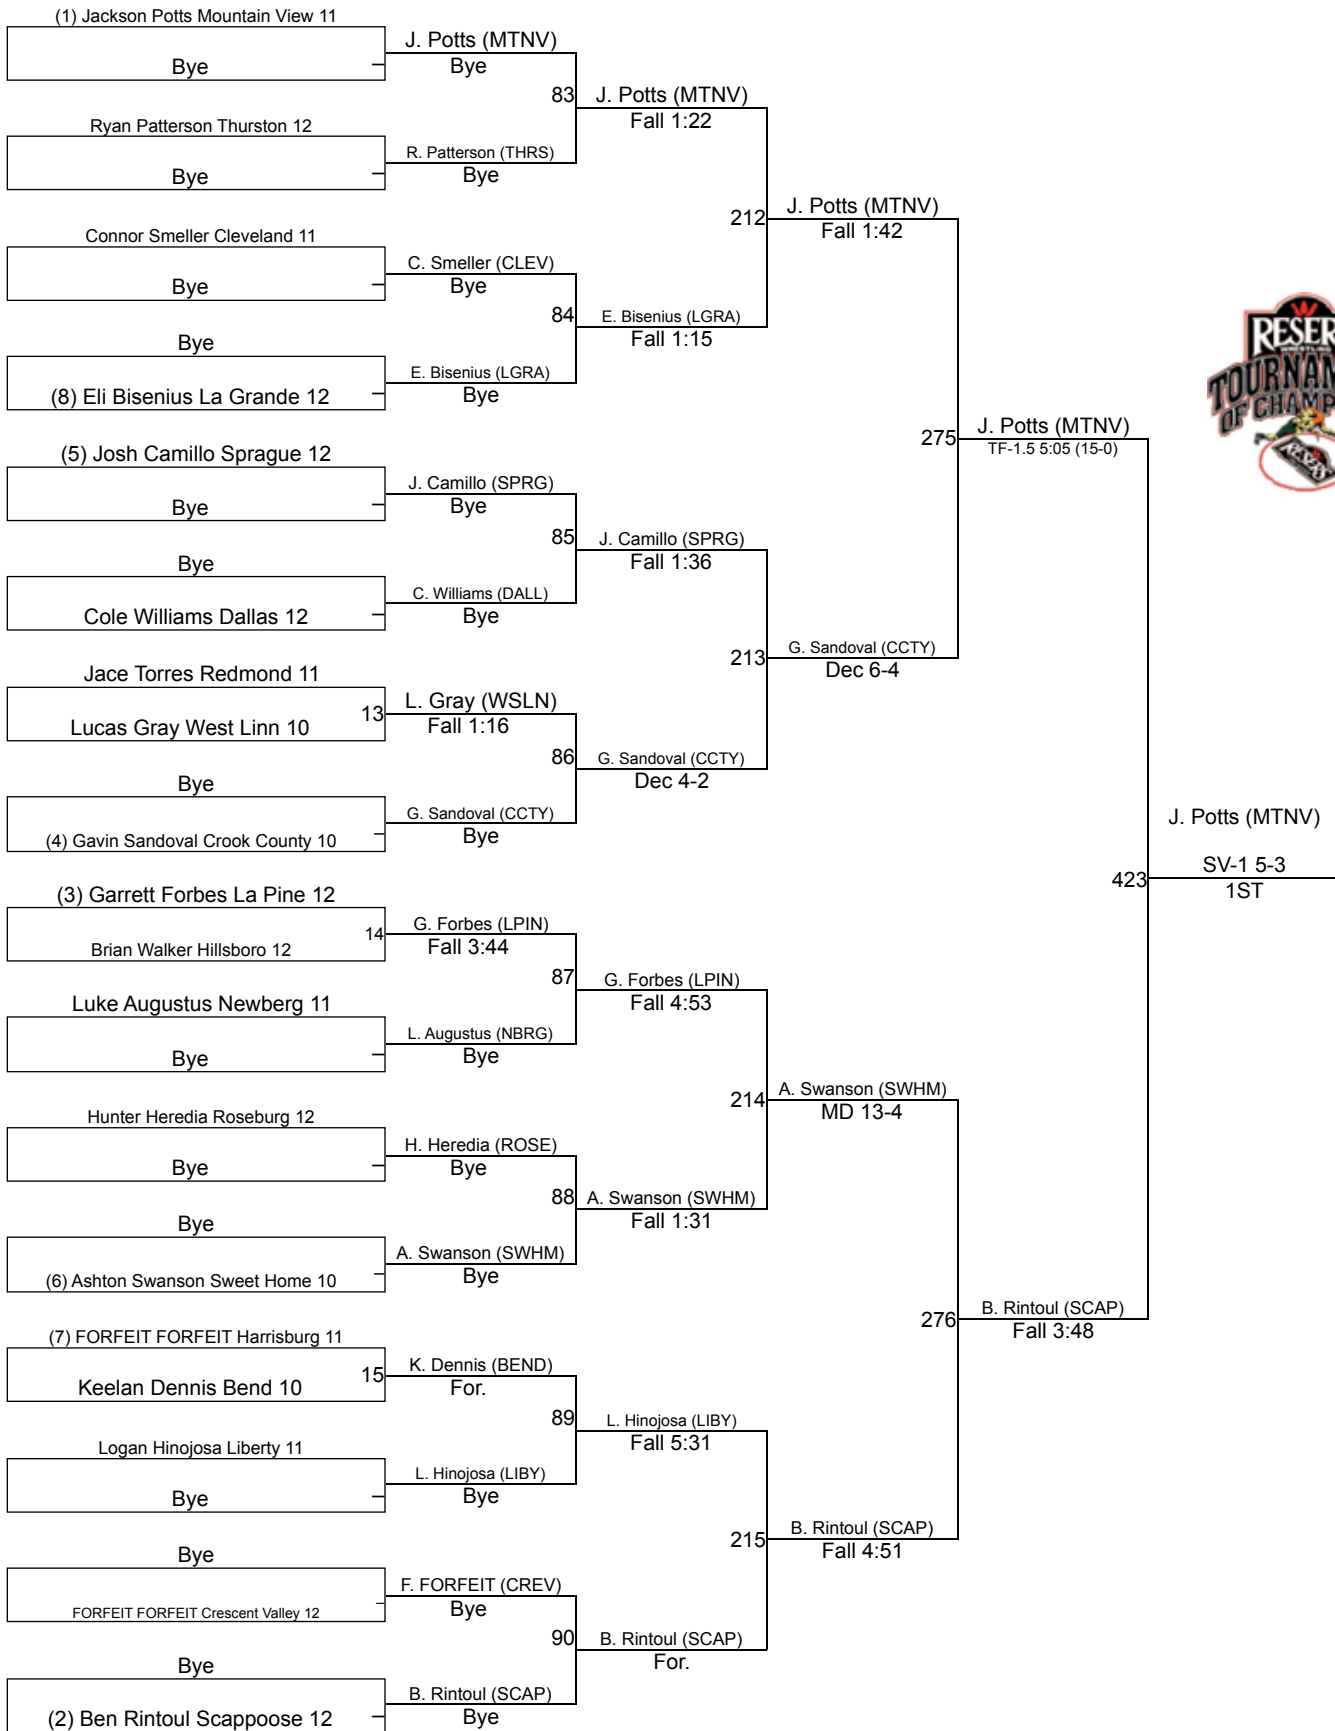 (1) Jackson Potts Mountain View 11
Bye
J. Potts (MTNV)
Bye
83
J. Potts (MTNV)
Fall 1:22
Ryan Patterson Thurston 12
Bye
R. Patterson (THRS)
Bye
212
J. Potts (MTNV)
Fall 1:42
Connor Smeller Cleveland 11
Bye
C. Smeller (CLEV)
Bye
84
E. Bisenius (LGRA)
Fall 1:15
Bye
(8) Eli Bisenius La Grande 12
E. Bisenius (LGRA)
Bye
275
J. Potts (MTNV)
TF-1.5 5:05 (15-0)
(5) Josh Camillo Sprague 12
Bye
J. Camillo (SPRG)
Bye
85
J. Camillo (SPRG)
Fall 1:36
Bye
Cole Williams Dallas 12
C. Williams (DALL)
Bye
213
G. Sandoval (CCTY)
Dec 6-4
Jace Torres Redmond 11
Lucas Gray West Linn 10
13
L. Gray (WSLN)
Fall 1:16
86
G. Sandoval (CCTY)
Dec 4-2
Bye
(4) Gavin Sandoval Crook County 10
G. Sandoval (CCTY)
Bye
423
J. Potts (MTNV)
SV-1 5-3
1ST
(3) Garrett Forbes La Pine 12
Brian Walker Hillsboro 12
14
G. Forbes (LPIN)
Fall 3:44
87
G. Forbes (LPIN)
Fall 4:53
Luke Augustus Newberg 11
Bye
L. Augustus (NBRG)
Bye
214
A. Swanson (SWHM)
MD 13-4
Hunter Heredia Roseburg 12
Bye
H. Heredia (ROSE)
Bye
88
A. Swanson (SWHM)
Fall 1:31
Bye
(6) Ashton Swanson Sweet Home 10
A. Swanson (SWHM)
Bye
276
B. Rintoul (SCAP)
Fall 3:48
(7) FORFEIT FORFEIT Harrisburg 11
Keelan Dennis Bend 10
15
K. Dennis (BEND)
For.
89
L. Hinojosa (LIBY)
Fall 5:31
Logan Hinojosa Liberty 11
Bye
L. Hinojosa (LIBY)
Bye
215
B. Rintoul (SCAP)
Fall 4:51
Bye
FORFEIT FORFEIT Crescent Valley 12
F. FORFEIT (CREV)
Bye
90
B. Rintoul (SCAP)
For.
Bye
(2) Ben Rintoul Scappoose 12
B. Rintoul (SCAP)
Bye
RESER
WRESTLING
TOURNAM
OF CHAMP